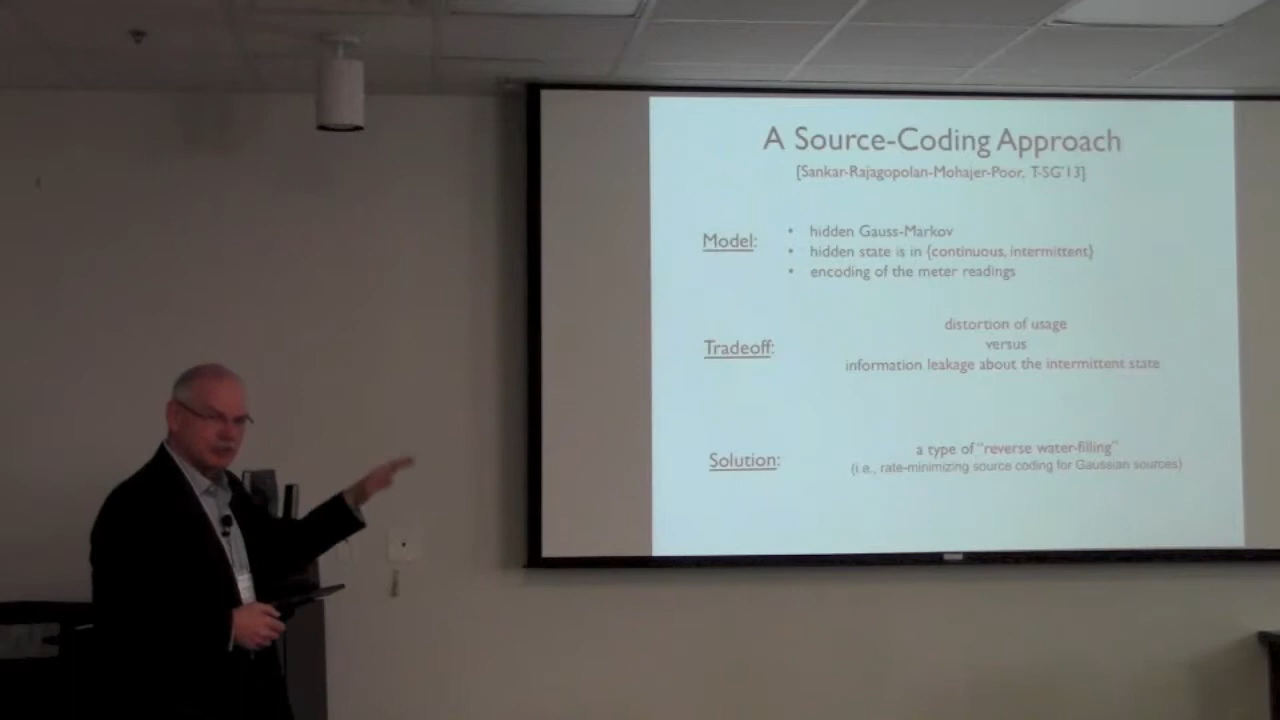 A Source-Coding Approach
[Sankar-Rajagopolan-Mohajer-Poor, T-SG'13]
Model:
• hidden Gauss-Markov
• hidden state is in {continuous, intermittent}
• encoding of the meter readings
Tradeoff:
distortion of usage
versus
information leakage about the intermittent state
Solution:
a type of "reverse water-filling"
(i.e., rate-minimizing source coding for Gaussian sources)